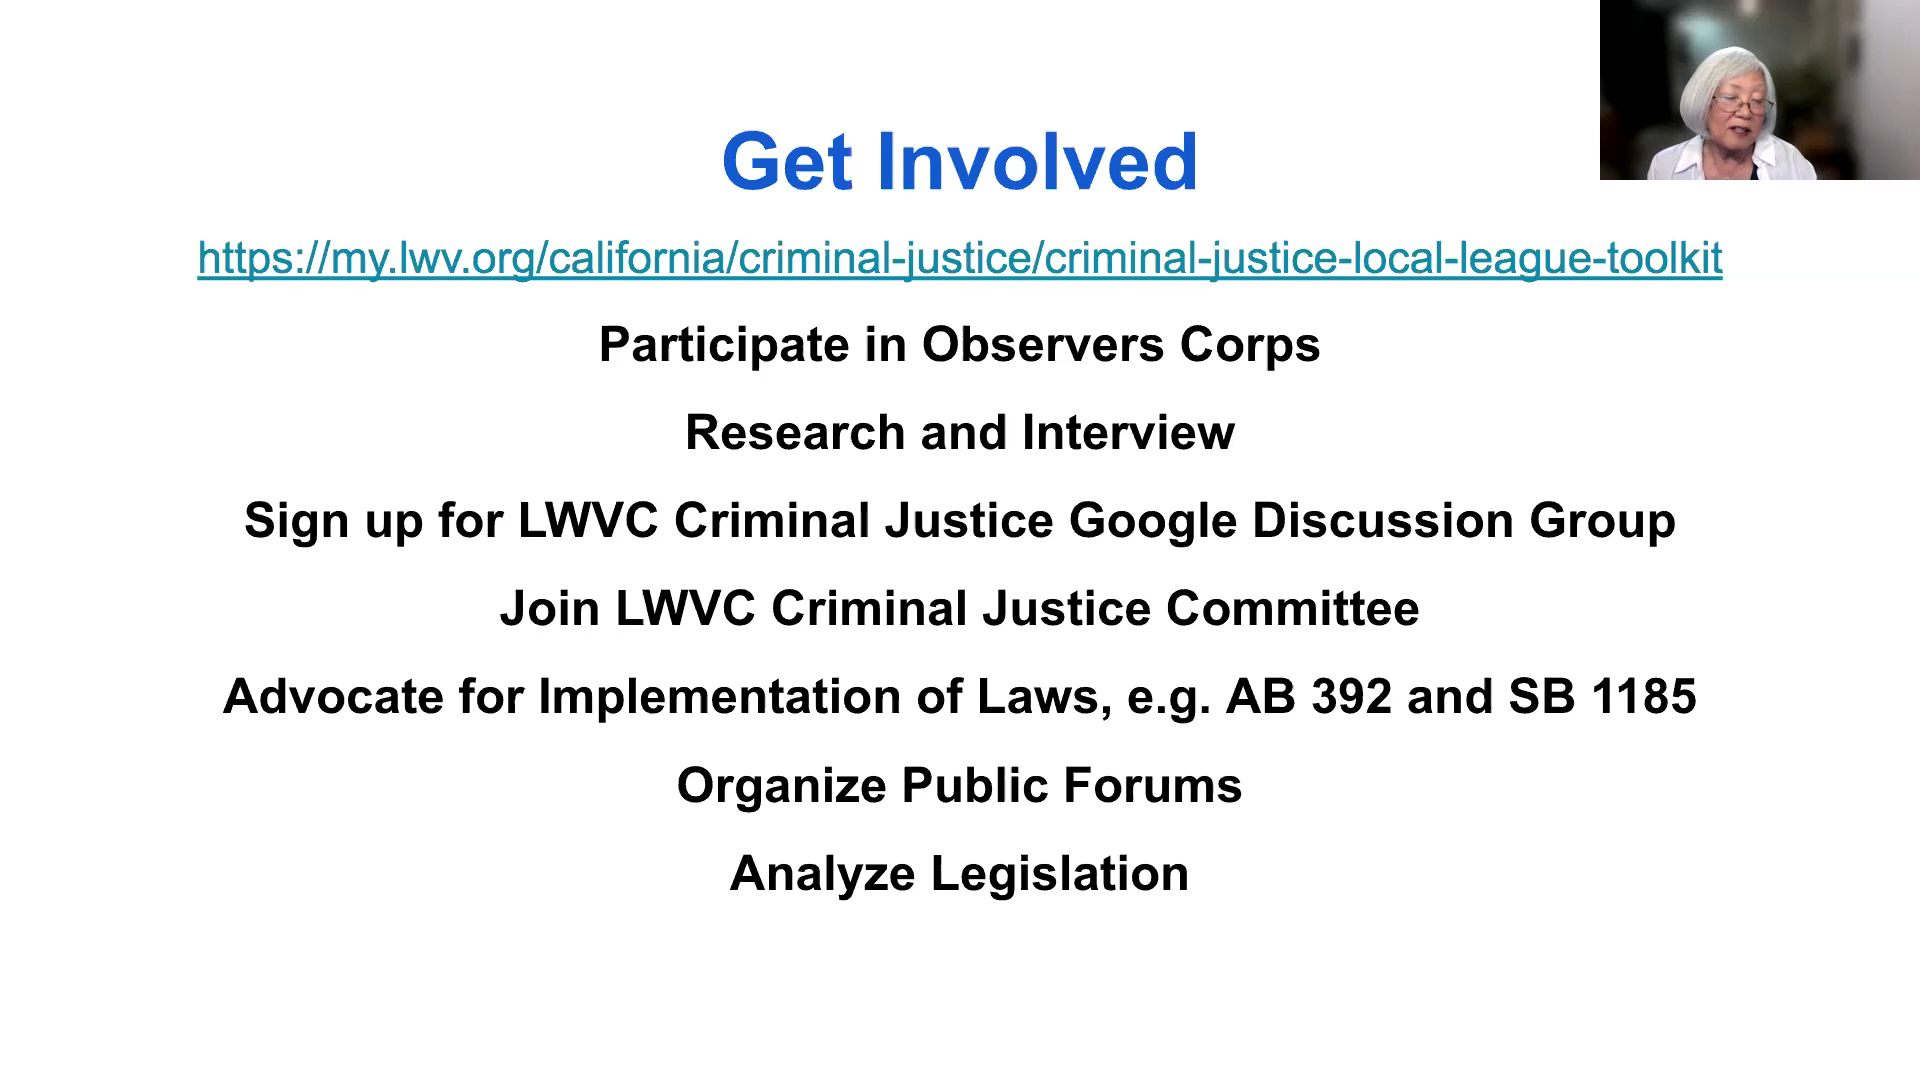 Get Involved
https://my.lwv.org/california/criminal-justice/criminal-justice-local-league-toolkit
Participate in Observers Corps
Research and Interview
Sign up for LWVC Criminal Justice Google Discussion Group
Join LWVC Criminal Justice Committee
Advocate for Implementation of Laws, e.g. AB 392 and SB 1185
Organize Public Forums
Analyze Legislation